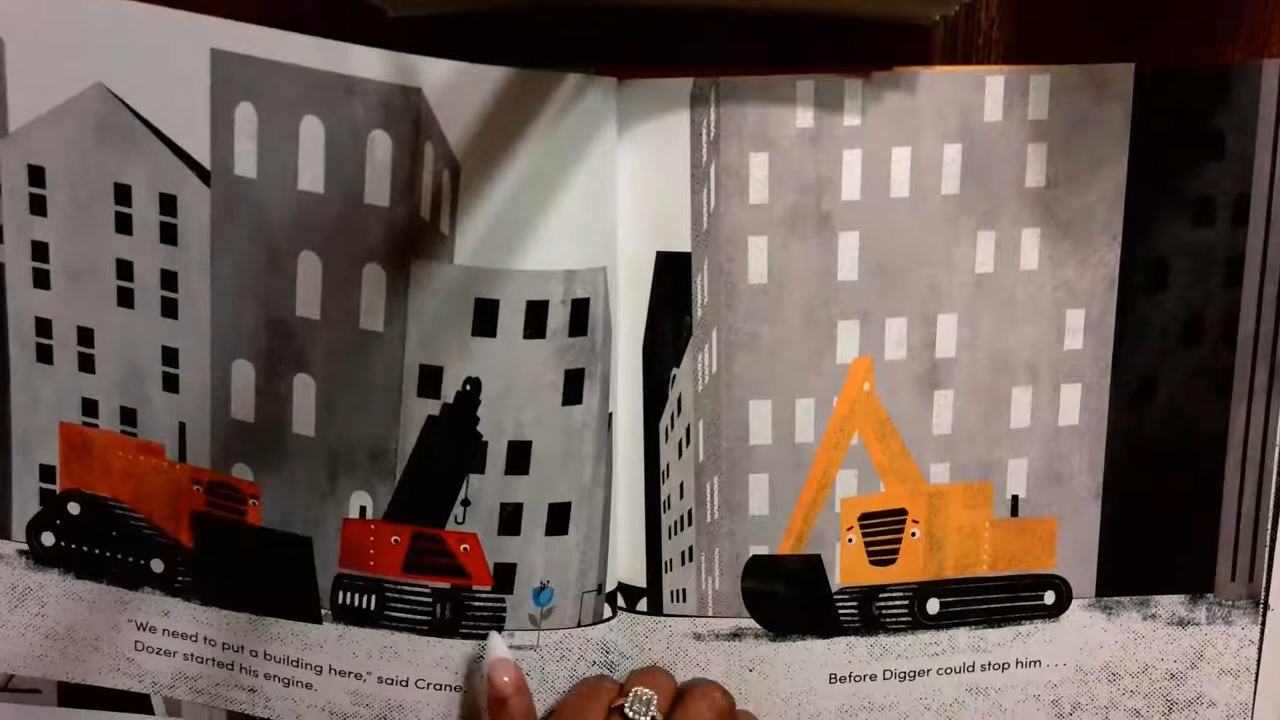 "We need to put a building here," said Crane.
Dozer started his engine.
Before Digger could stop him . . .